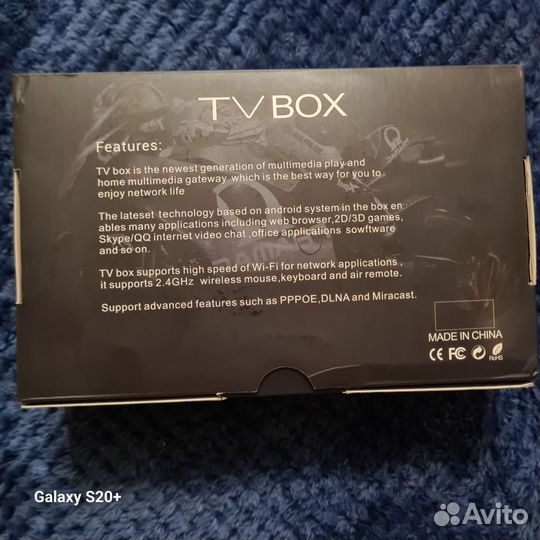 TV BOX
Features:
TV box is the newest generation of multimedia play and
home multimedia gateway which is the best way for you to
enjoy network life
The lateset technology based on android system in the box en
ables many applications including web browser,2D/3D games,
Skype/QQ internet video chat ,office applications sowftware
and so on.
TV box supports high speed of Wi-Fi for network applications ,
it supports 2.4GHz wireless mouse,keyboard and air remote.
Support advanced features such as PPPOE,DLNA and Miracast.
MADE IN CHINA
CE FC RoHS
Galaxy S20+
Avito